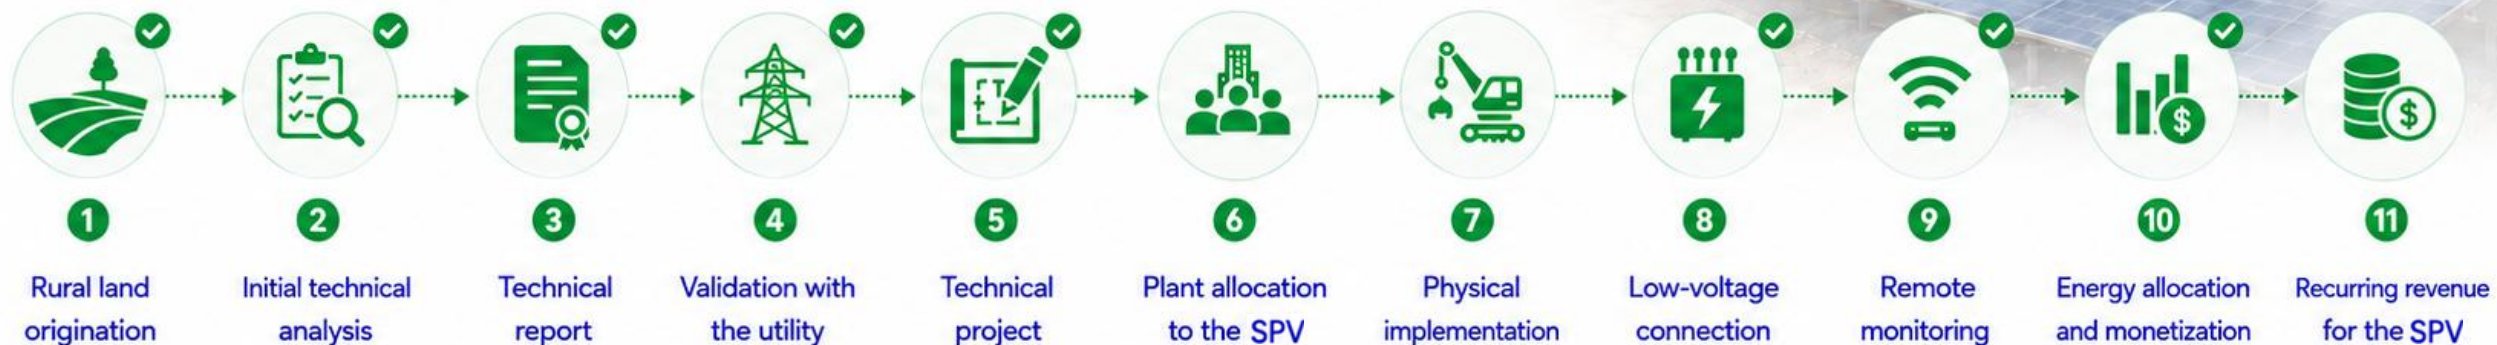 1
Rural land
origination
2
Initial technical
analysis
3
Technical
report
4
Validation with
the utility
5
Technical
project
6
Plant allocation
to the SPV
7
Physical
implementation
8
Low-voltage
connection
9
Remote
monitoring
10
$
Energy allocation
and monetization
11
$
Recurring revenue
for the SPV